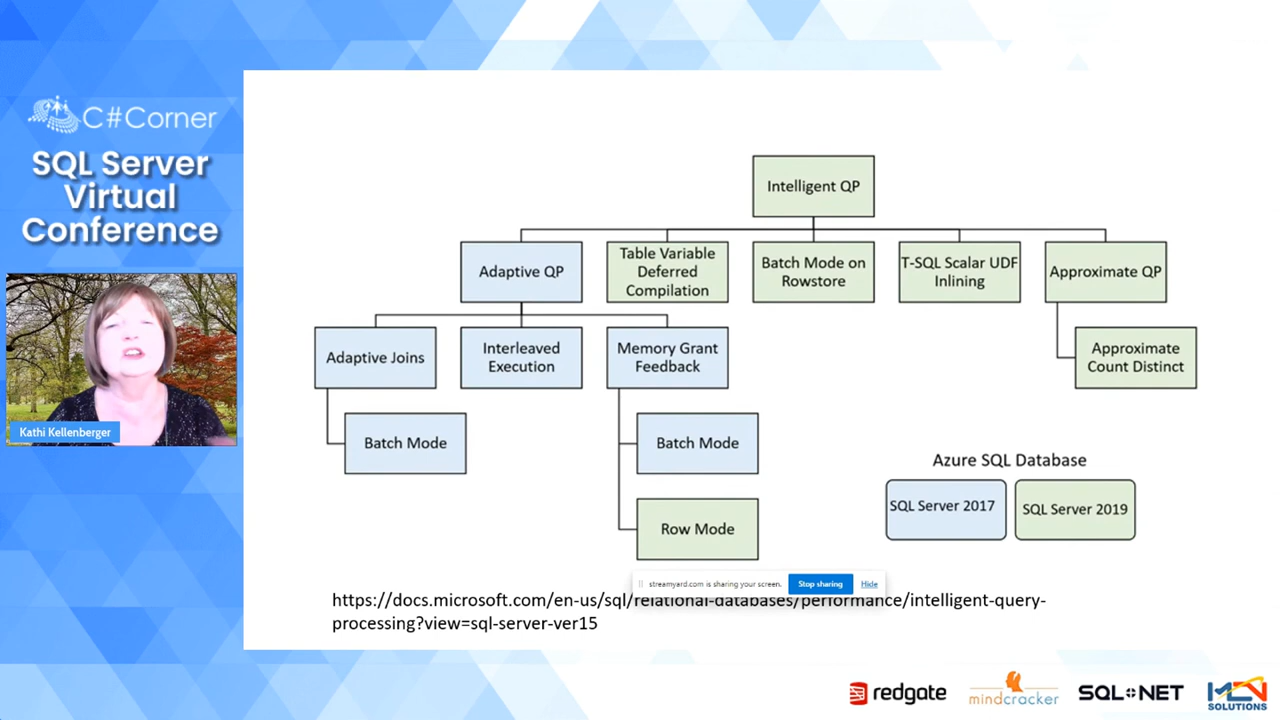 C#Corner
SQL Server
Virtual
Conference
Kathi Kellenberger
Intelligent QP
Adaptive QP
Table Variable
Deferred
Compilation
Batch Mode on
Rowstore
T-SQL Scalar UDF
Inlining
Approximate QP
Adaptive Joins
Interleaved
Execution
Memory Grant
Feedback
Approximate
Count Distinct
Batch Mode
Batch Mode
Row Mode
Azure SQL Database
SQL Server 2017
SQL Server 2019
streamyard.com is sharing your screen.
Stop sharing
Hide
https://docs.microsoft.com/en-us/sql/relational-databases/performance/intelligent-query-
processing?view=sql-server-ver15
redgate
mindcracker
SQL+NET
MCN
SOLUTIONS